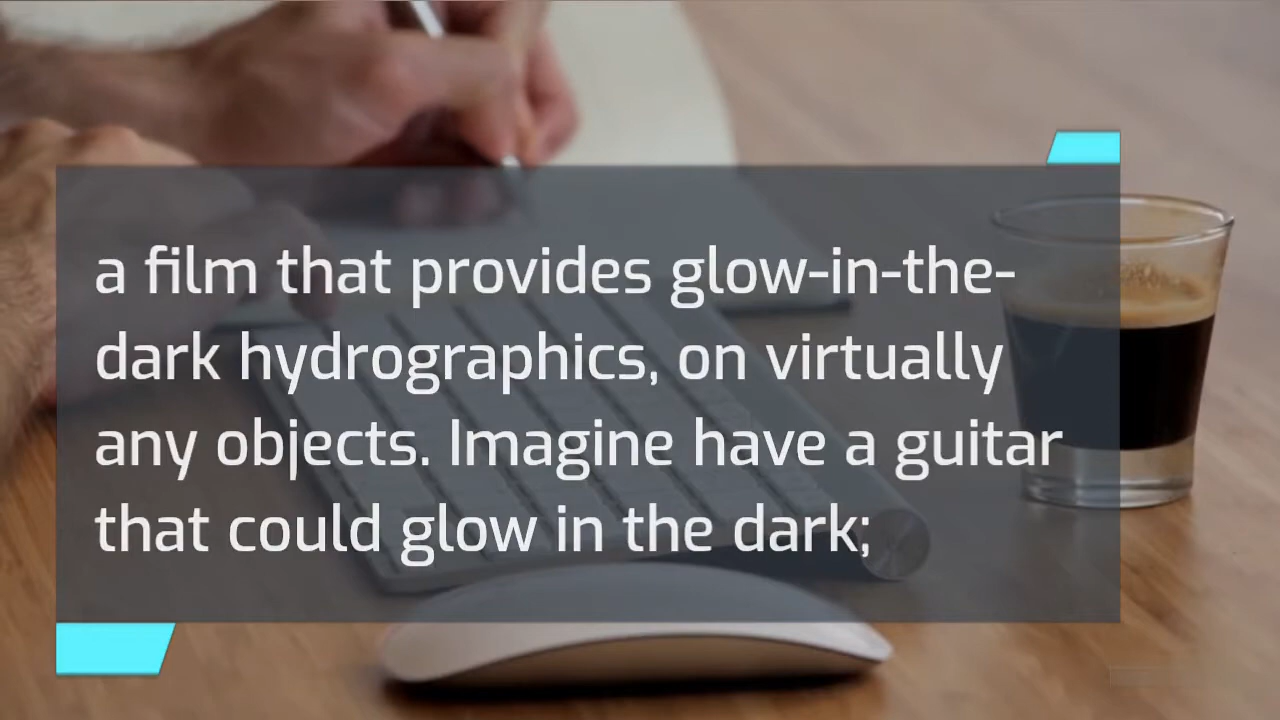 a film that provides glow-in-the-
dark hydrographics, on virtually
any objects. Imagine have a guitar
that could glow in the dark;